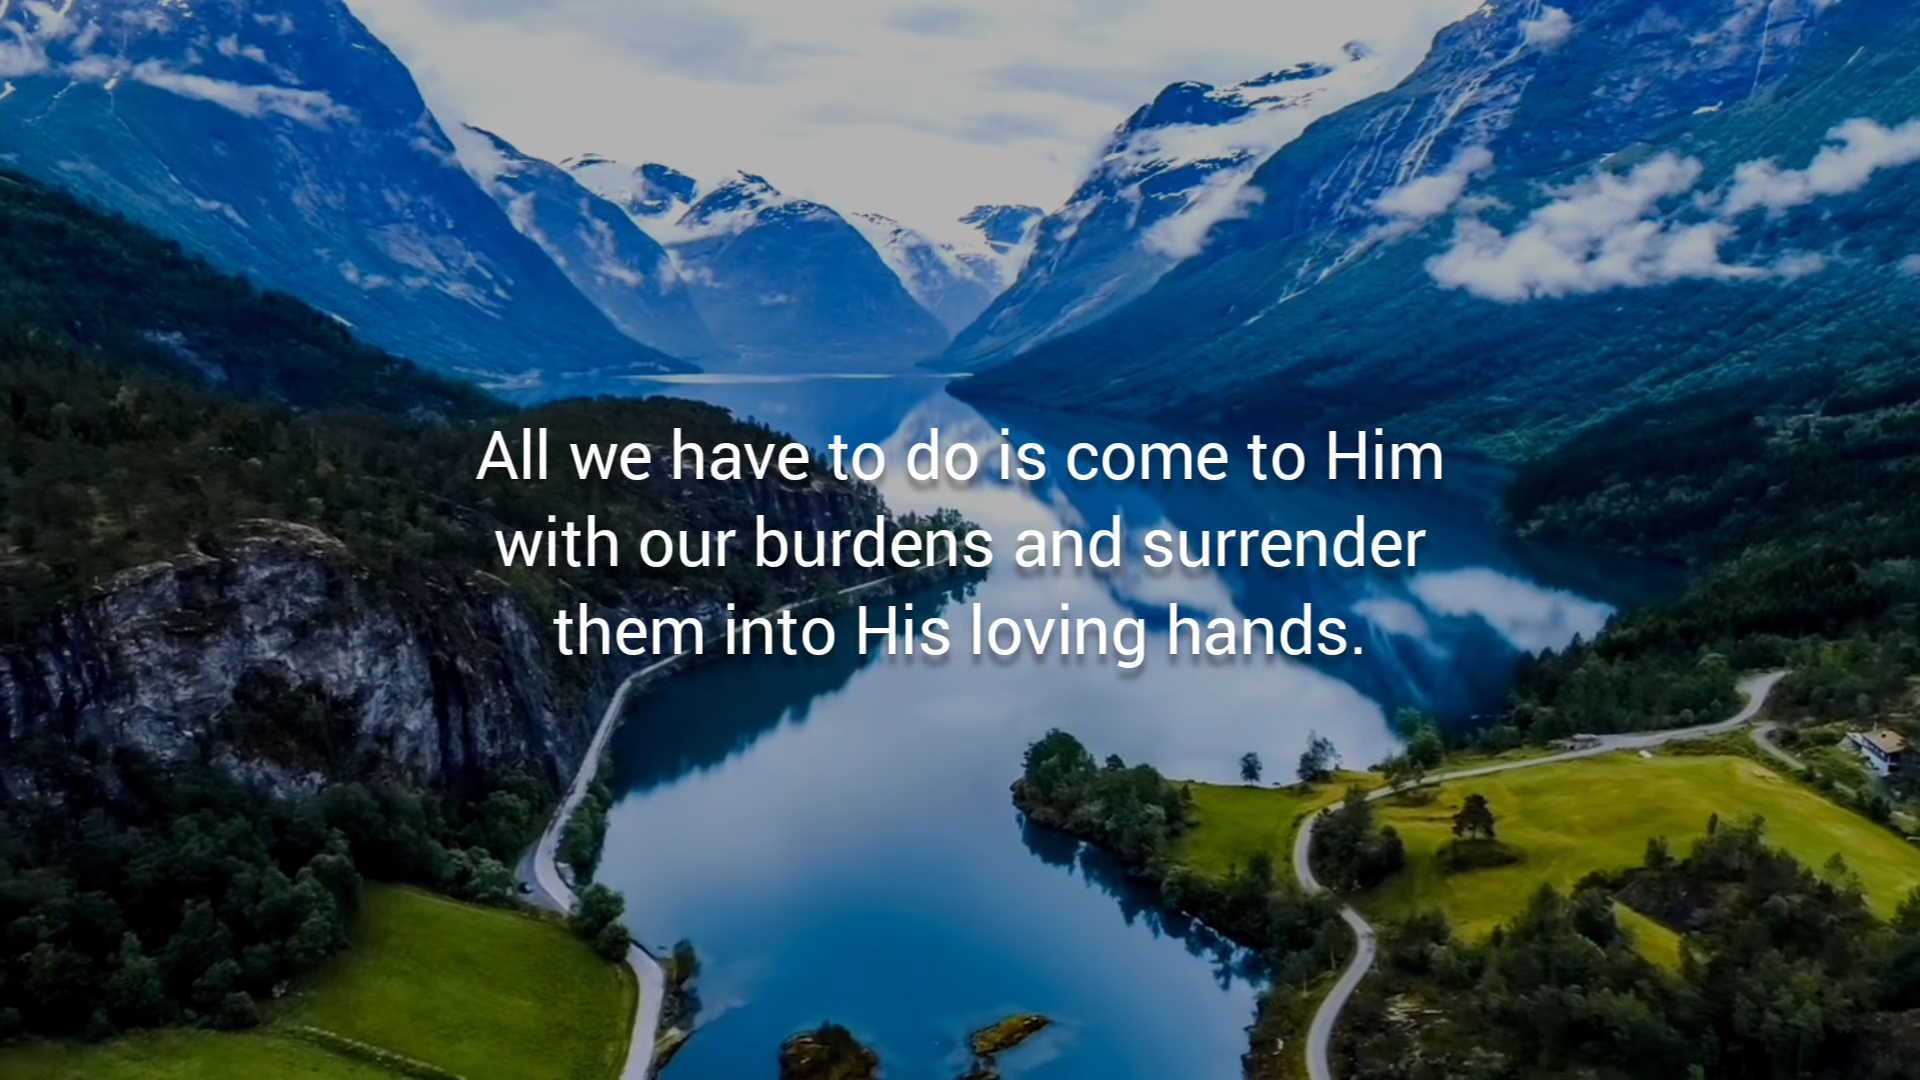 All we have to do is come to Him
with our burdens and surrender
them into His loving hands.